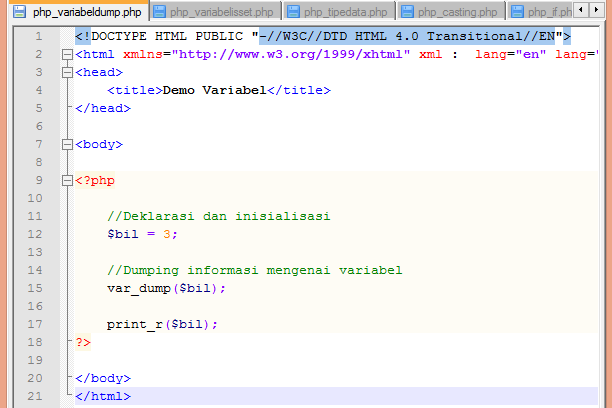 php_variabeldump.php php_variabelisset.php php_tipedata.php php_casting.php php_if.ph
1 <!DOCTYPE HTML PUBLIC "-//W3C//DTD HTML 4.0 Transitional//EN">
2 <html xmlns="http://www.w3.org/1999/xhtml" xml : lang="en" lang=
3 <head>
4 <title>Demo Variabel</title>
5 </head>
6
7 <body>
8
9 <?php
10
11 //Deklarasi dan inisialisasi
12 $bil = 3;
13
14 //Dumping informasi mengenai variabel
15 var_dump($bil);
16
17 print_r($bil);
18 ?>
19
20 </body>
21 </html>